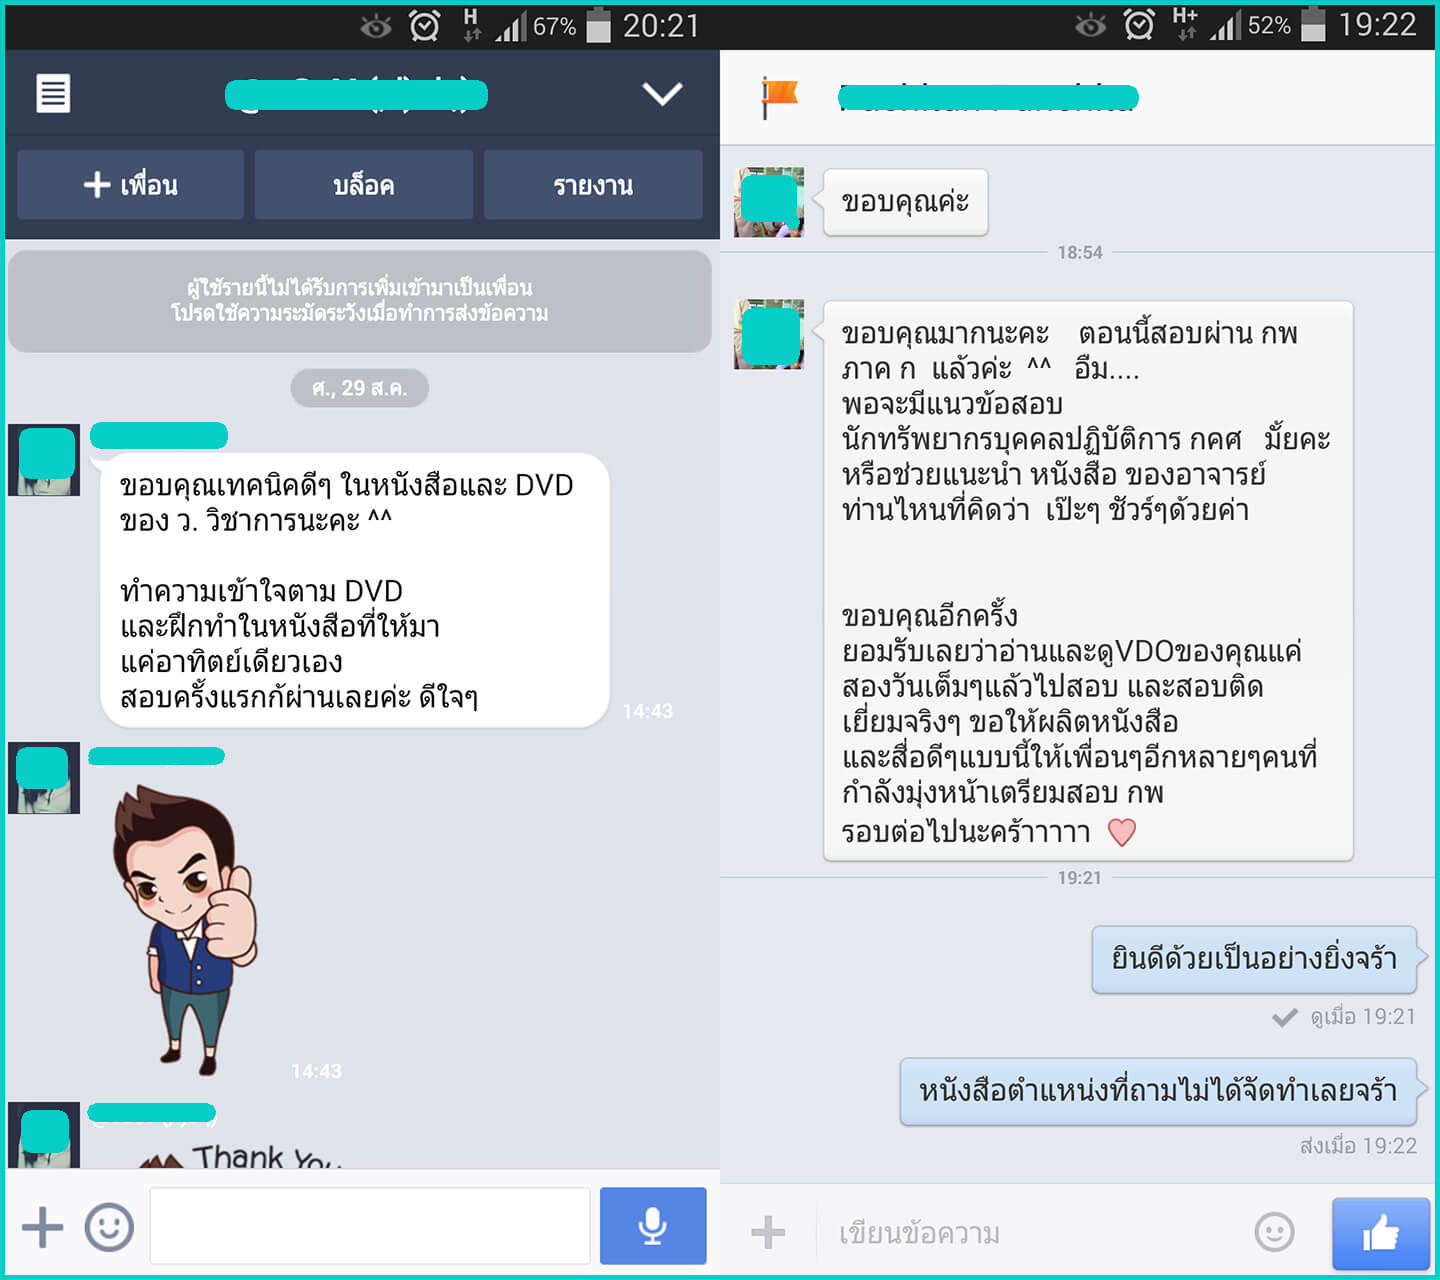 67% 20:21
+ เพื่อน
บล็อค
รายงาน
ผู้ใช้รายนี้ไม่ได้รับการเพิ่มเข้ามาเป็นเพื่อน
โปรดใช้ความระมัดระวังเมื่อทำการส่งข้อความ
ศ., 29 ส.ค.
ขอบคุณเทคนิคดีๆ ในหนังสือและ DVD
ของ ว. วิชาการนะคะ ^^
ทำความเข้าใจตาม DVD
และฝึกทำในหนังสือที่ให้มา
แค่อาทิตย์เดียวเอง
สอบครั้งแรกก้ผ่านเลยค่ะ ดีใจๆ
14:43
14:43
Thank You
H+ 52% 19:22
ขอบคุณค่ะ
18:54
ขอบคุณมากนะคะ ตอนนี้สอบผ่าน กพ
ภาค ก แล้วค่ะ ^^ อืม....
พอจะมีแนวข้อสอบ
นักทรัพยากรบุคคลปฏิบัติการ กคศ มั้ยคะ
หรือช่วยแนะนำ หนังสือ ของอาจารย์
ท่านไหนที่คิดว่า เป๊ะๆ ชัวร์ๆด้วยค่า
ขอบคุณอีกครั้ง
ยอมรับเลยว่าอ่านและดูVDOของคุณแค่
สองวันเต็มๆแล้วไปสอบ และสอบติด
เยี่ยมจริงๆ ขอให้ผลิตหนังสือ
และสื่อดีๆแบบนี้ให้เพื่อนๆอีกหลายๆคนที่
กำลังมุ่งหน้าเตรียมสอบ กพ
รอบต่อไปนะคร้าาาาา
19:21
ยินดีด้วยเป็นอย่างยิ่งจร้า
ดูเมื่อ 19:21
หนังสือตำแหน่งที่ถามไม่ได้จัดทำเลยจร้า
ส่งเมื่อ 19:22
เขียนข้อความ